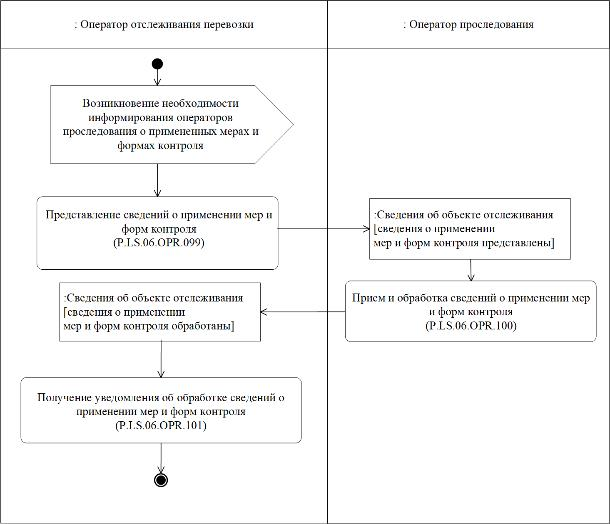 : Оператор отслеживания перевозки
: Оператор проследования
Возникновение необходимости
информирования операторов
проследования о примененных мерах и
формах контроля
Представление сведений о применении мер и
форм контроля
(P.LS.06.OPR.099)
:Сведения об объекте отслеживания
[сведения о применении
мер и форм контроля представлены]
Прием и обработка сведений о применении мер
и форм контроля
(P.LS.06.OPR.100)
:Сведения об объекте отслеживания
[сведения о применении
мер и форм контроля обработаны]
Получение уведомления об обработке сведений о
применении мер и форм контроля
(P.LS.06.OPR.101)